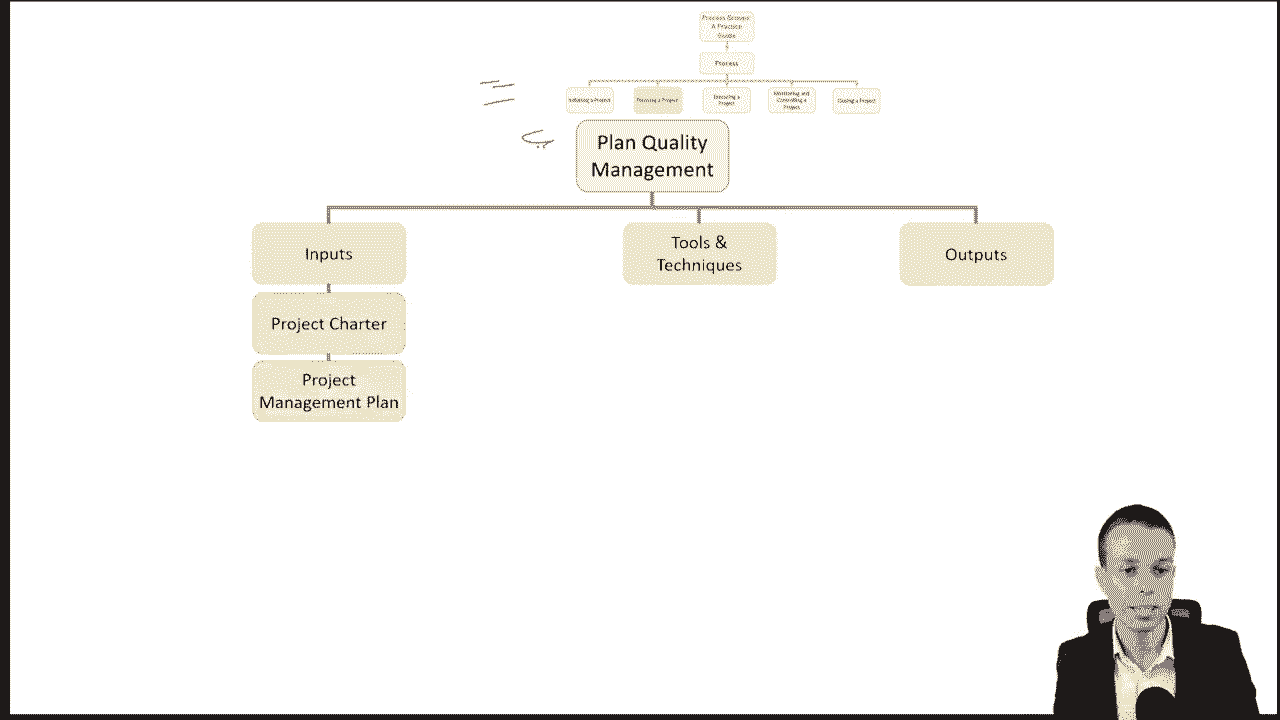 Process Groups:
A Practice
Guide
Process
Initiating a Project
Planning a Project
Executing a
Project
Monitoring and
Controlling a
Project
Closing a Project
Plan Quality
Management
Inputs
Tools &
Techniques
Outputs
Project Charter
Project
Management Plan